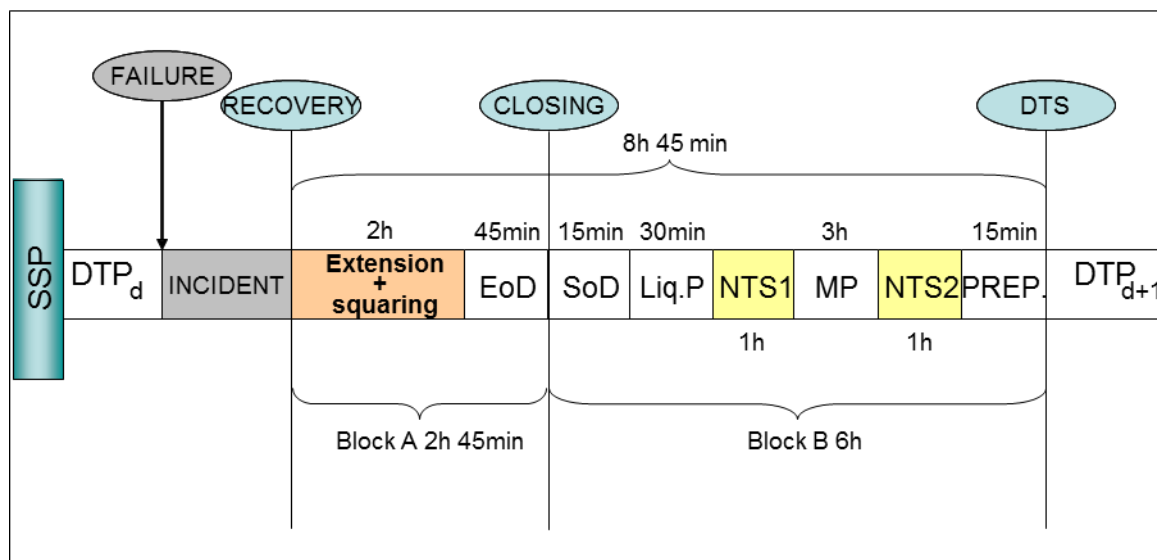 FAILURE
RECOVERY
CLOSING
DTS
8h 45 min
2h
45min
15min
30min
3h
15min
SSP
DTPd
INCIDENT
Extension
+
squaring
EoD
SoD
Liq.P
NTS1
MP
NTS2
PREP.
DTPd+1
1h
1h
Block A 2h 45min
Block B 6h